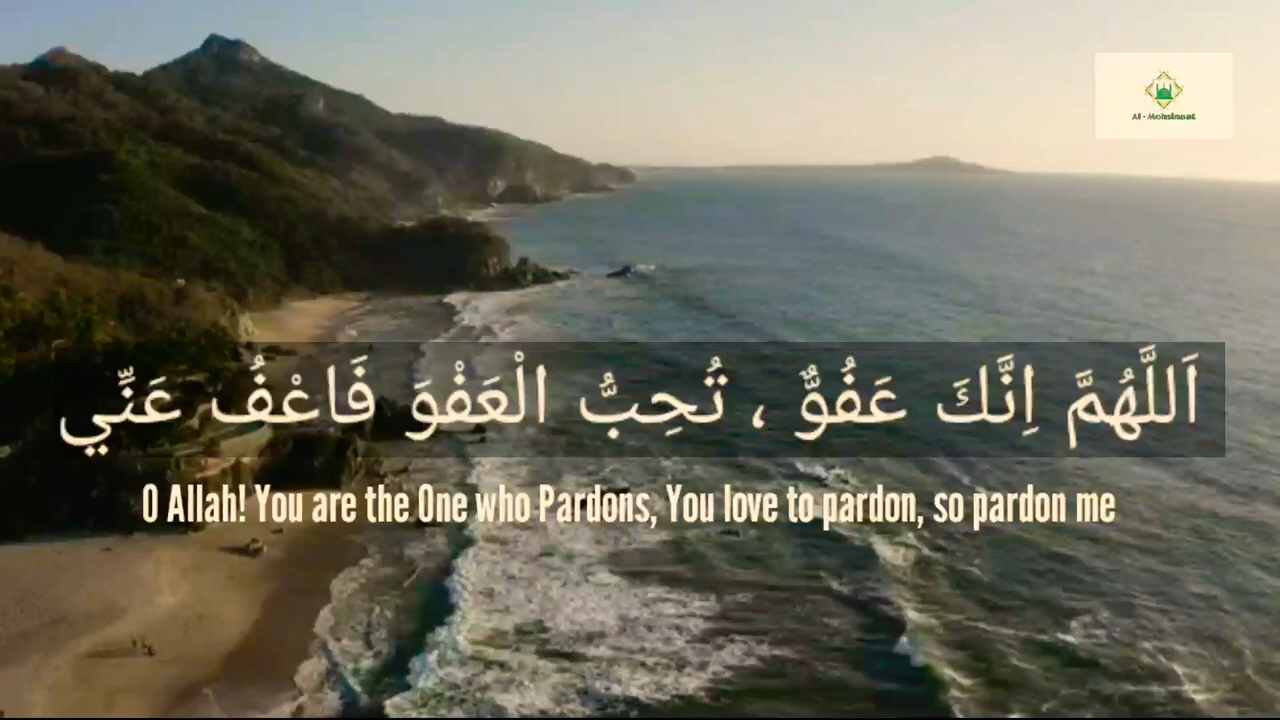 اَللَّهُمَّ اِنَّكَ عَفُوٌّ ، تُحِبُّ الْعَفْوَ فَاعْفُ عَنِّي
O Allah! You are the One who Pardons, You love to pardon, so pardon me